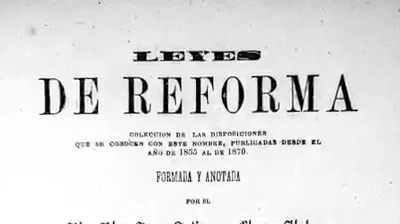 LEYES
DE REFORMA
COLECCION DE LAS DISPOSICIONES
QUE SE CONOCEN CON ESTE NOMBRE, PUBLICADAS DESDE EL
AÑO DE 1855 AL DE 1870.
FORMADA Y ANOTADA
POR EL